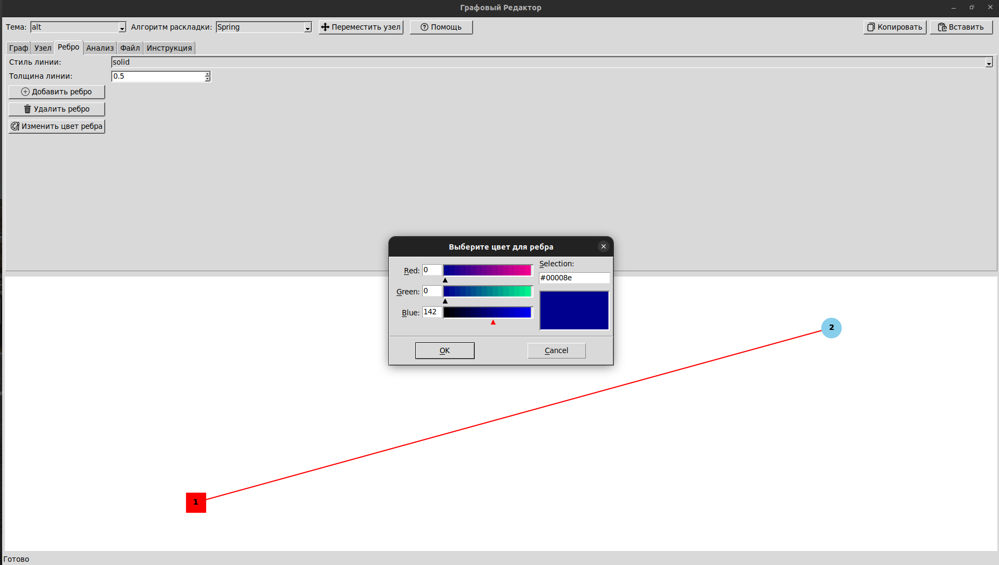 Графовый Редактор
Тема: alt Алгоритм раскладки: Spring Переместить узел Помощь Копировать Вставить
Граф Узел Ребро Анализ Файл Инструкция
Стиль линии: solid
Толщина линии: 0.5
Добавить ребро
Удалить ребро
Изменить цвет ребра
Выберите цвет для ребра
Red: 0
Green: 0
Blue: 142
Selection:
#00008e
OK Cancel
2
1
Готово